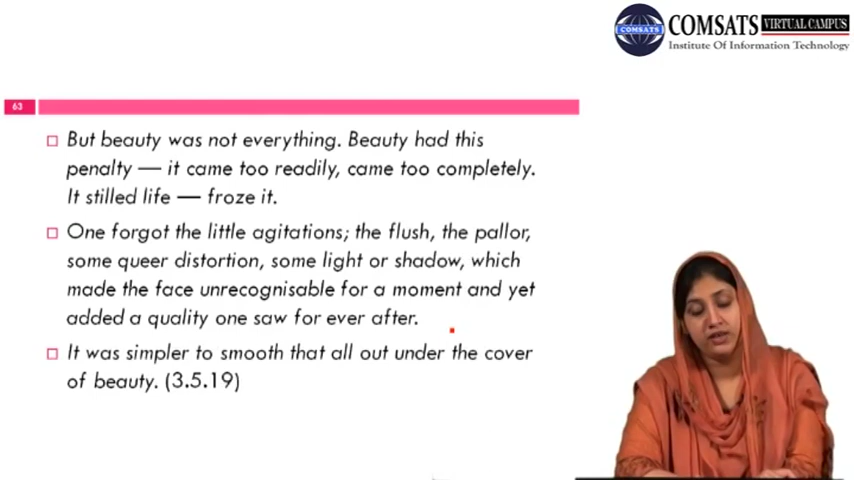 COMSATS VIRTUAL CAMPUS
COMSATS
Institute Of Information Technology
63
But beauty was not everything. Beauty had this
penalty — it came too readily, came too completely.
It stilled life — froze it.
One forgot the little agitations; the flush, the pallor,
some queer distortion, some light or shadow, which
made the face unrecognisable for a moment and yet
added a quality one saw for ever after.
It was simpler to smooth that all out under the cover
of beauty. (3.5.19)